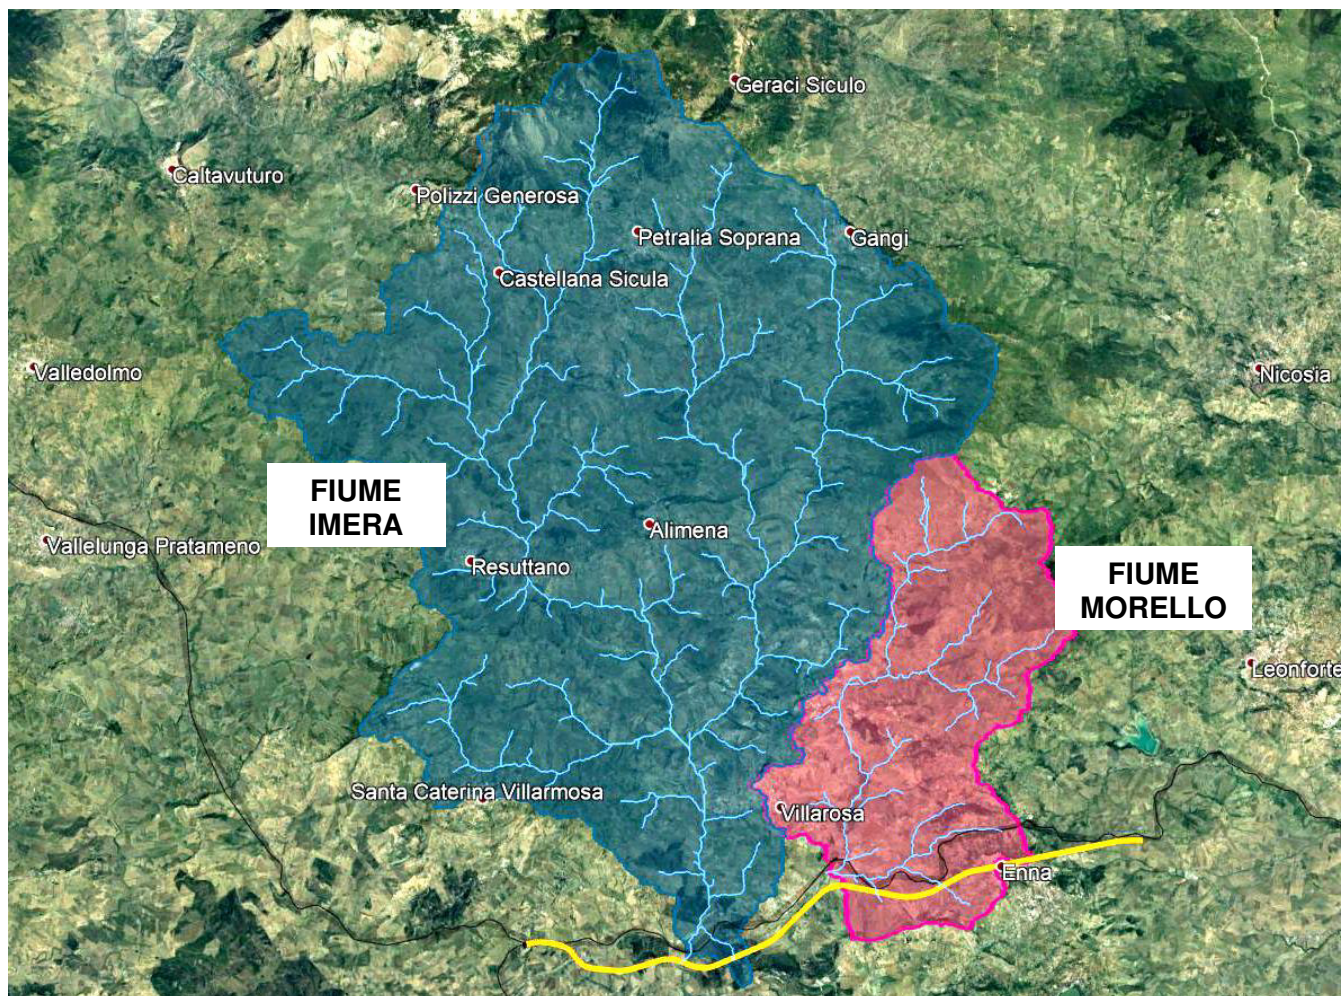 Geraci Siculo
Caltavuturo
Polizzi Generosa
Petralia Soprana
Gangi
Castellana Sicula
Valledolmo
Nicosia
FIUME
IMERA
Alimena
Vallelunga Pratameno
Resuttano
FIUME
MORELLO
Leonforte
Santa Caterina Villarmosa
Villarosa
Enna